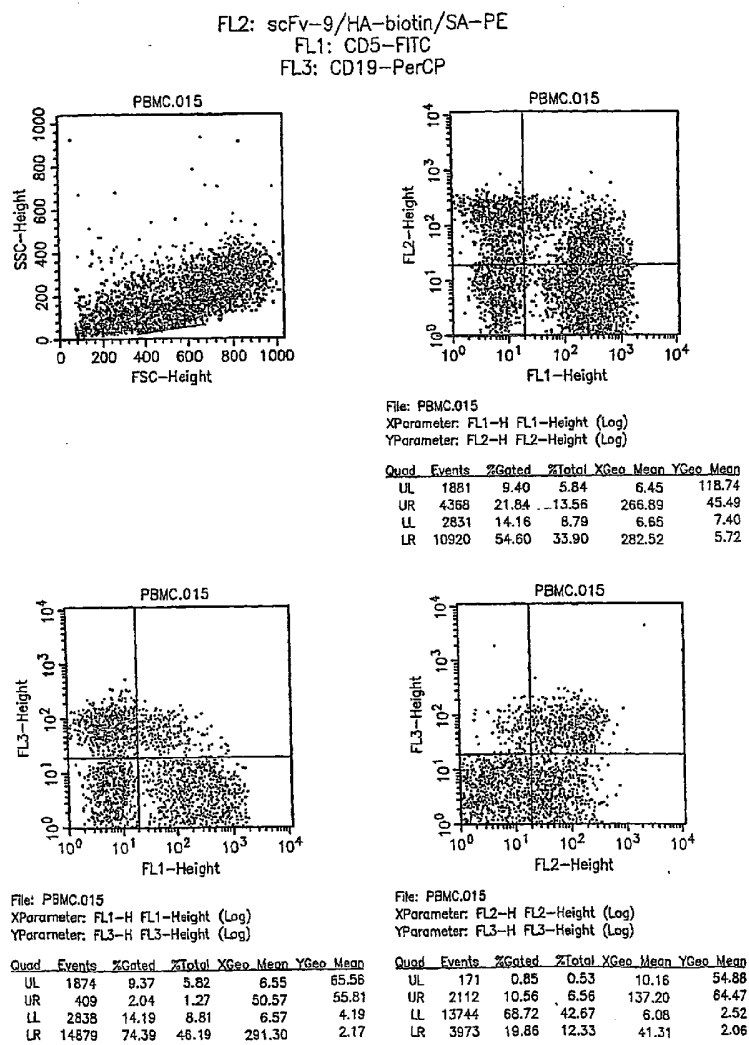 FL2: scFv-9/HA-biotin/SA-PE
FL1: CD5-FITC
FL3: CD19-PerCP
PBMC.015
SSC-Height
1000
800
600
400
200
0
0 200 400 600 800 1000
FSC-Height
PBMC.015
FL2-Height
10^4
10^3
10^2
10^1
10^0
10^0 10^1 10^2 10^3 10^4
FL1-Height
File: PBMC.015
XParameter: FL1-H FL1-Height (Log)
YParameter: FL2-H FL2-Height (Log)
Quad Events %Gated %Total XGeo Mean YGeo Mean
UL 1881 9.40 5.84 6.45 118.74
UR 4368 21.84 13.56 266.89 45.49
LL 2831 14.16 8.79 6.65 7.40
LR 10920 54.60 33.90 282.52 5.72
PBMC.015
FL3-Height
10^4
10^3
10^2
10^1
10^0
10^0 10^1 10^2 10^3 10^4
FL1-Height
File: PBMC.015
XParameter: FL1-H FL1-Height (Log)
YParameter: FL3-H FL3-Height (Log)
Quad Events %Gated %Total XGeo Mean YGeo Mean
UL 1874 9.37 5.82 6.55 65.56
UR 409 2.04 1.27 50.57 55.81
LL 2838 14.19 8.81 6.57 4.19
LR 14879 74.39 46.19 291.30 2.17
PBMC.015
FL3-Height
10^4
10^3
10^2
10^1
10^0
10^0 10^1 10^2 10^3 10^4
FL2-Height
File: PBMC.015
XParameter: FL2-H FL2-Height (Log)
YParameter: FL3-H FL3-Height (Log)
Quad Events %Gated %Total XGeo Mean YGeo Mean
UL 171 0.85 0.53 10.16 54.88
UR 2112 10.56 6.56 137.20 64.47
LL 13744 68.72 42.67 6.08 2.52
LR 3973 19.86 12.33 41.31 2.06